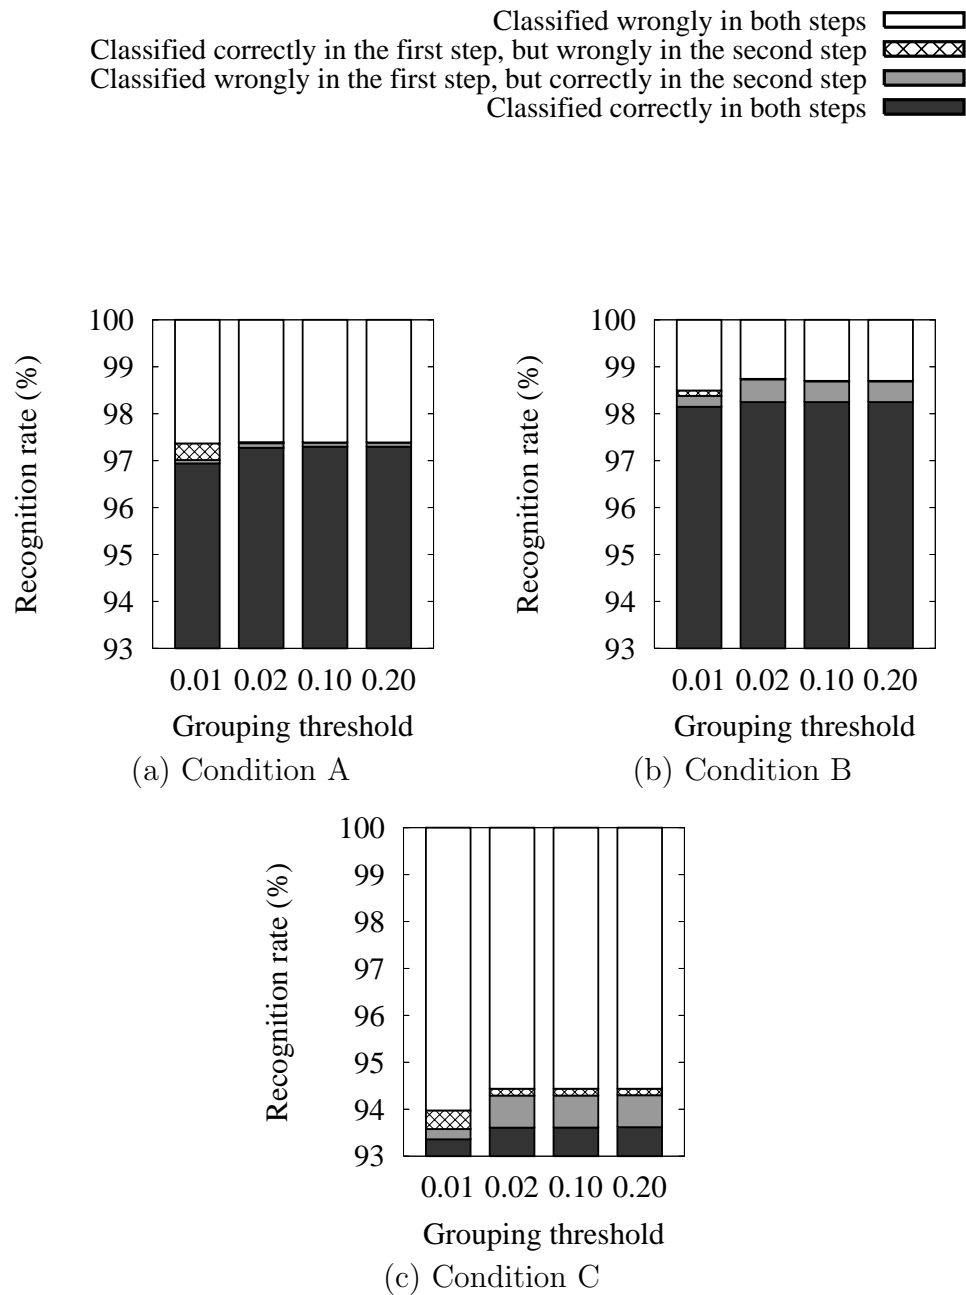 Classified wrongly in both steps
Classified correctly in the first step, but wrongly in the second step
Classified wrongly in the first step, but correctly in the second step
Classified correctly in both steps
Recognition rate (%)
100
99
98
97
96
95
94
93
0.01 0.02 0.10 0.20
Grouping threshold
(a) Condition A
Recognition rate (%)
100
99
98
97
96
95
94
93
0.01 0.02 0.10 0.20
Grouping threshold
(b) Condition B
Recognition rate (%)
100
99
98
97
96
95
94
93
0.01 0.02 0.10 0.20
Grouping threshold
(c) Condition C